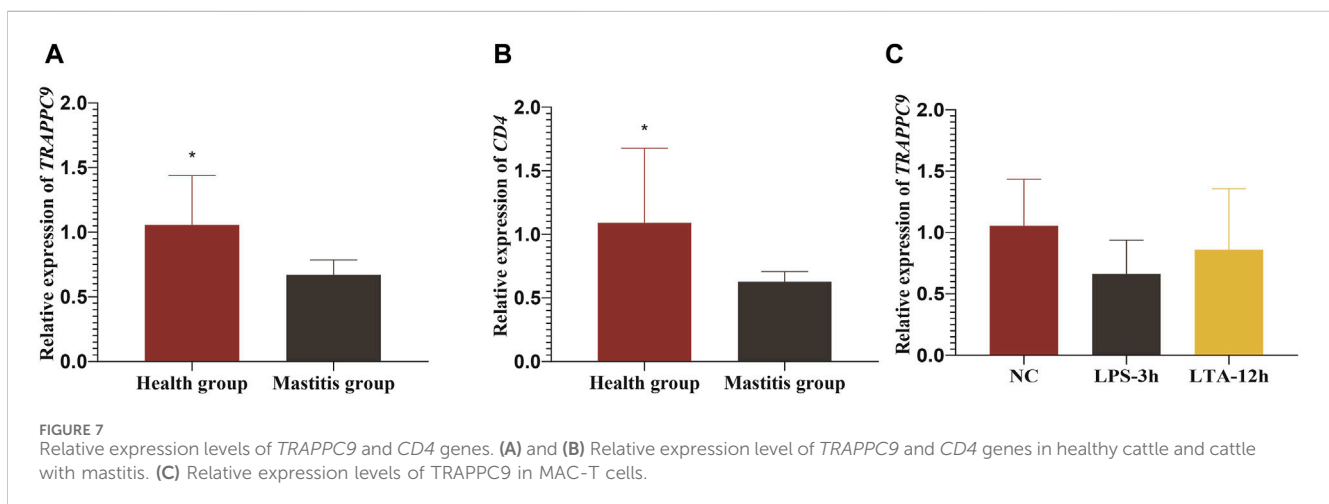 A
Relative expression of TRAPPC9
2.0
1.5
1.0
0.5
0.0
*
Health group
Mastitis group
B
Relative expression of CD4
2.0
1.5
1.0
0.5
0.0
*
Health group
Mastitis group
C
Relative expression of TRAPPC9
2.0
1.5
1.0
0.5
0.0
NC
LPS-3h
LTA-12h
FIGURE 7
Relative expression levels of TRAPPC9 and CD4 genes. (A) and (B) Relative expression level of TRAPPC9 and CD4 genes in healthy cattle and cattle
with mastitis. (C) Relative expression levels of TRAPPC9 in MAC-T cells.